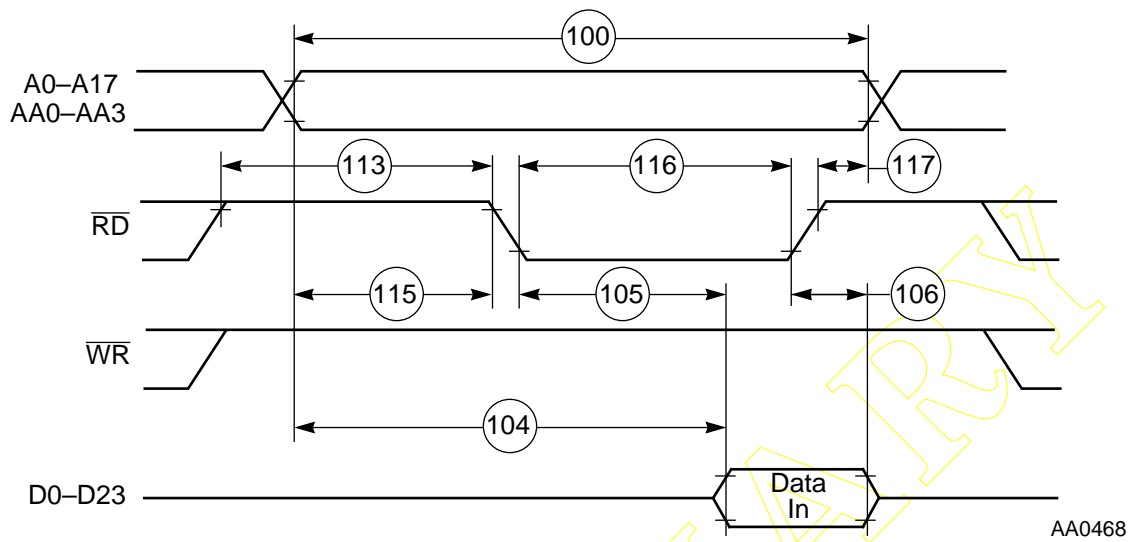 100
A0–A17
AA0–AA3
113
116
117
RD
115
105
106
WR
104
D0–D23
Data
In
AA0468
ARY